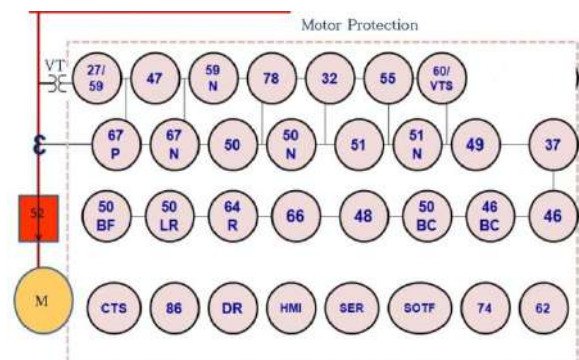 Motor Protection
VT
27/
59
47
59
N
78
32
55
60/
VTS
67
P
67
N
50
50
N
51
51
N
49
37
52
50
BF
50
LR
64
R
66
48
50
BC
46
BC
46
M
CTS
86
DR
HMI
SER
SOTF
74
62